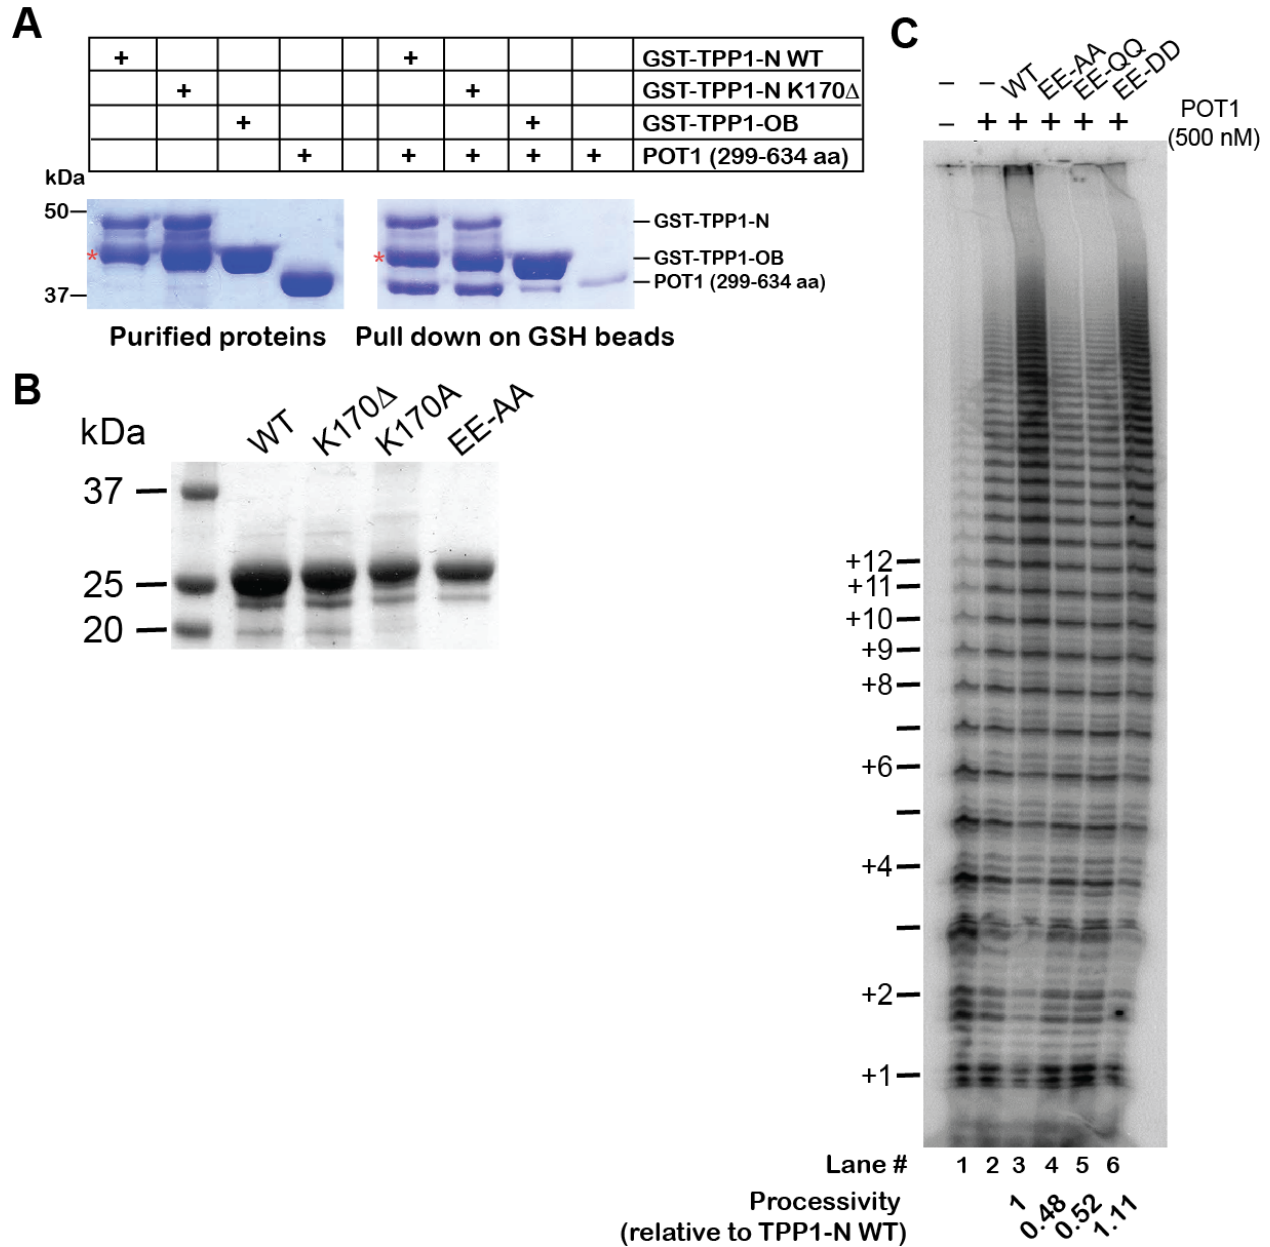 A
+ + GST-TPP1-N WT
+ + GST-TPP1-N K170Δ
+ + GST-TPP1-OB
+ + + + + POT1 (299-634 aa)
kDa
50
37
*
*
GST-TPP1-N
GST-TPP1-OB
POT1 (299-634 aa)
Purified proteins
Pull down on GSH beads
B
kDa
WT K170Δ K170A EE-AA
37
25
20
C
– – WT EE-AA EE-QQ EE-DD
– + + + + + POT1
(500 nM)
+12
+11
+10
+9
+8
+6
+4
+2
+1
Lane # 1 2 3 4 5 6
Processivity
(relative to TPP1-N WT)
1 0.48 0.52 1.11